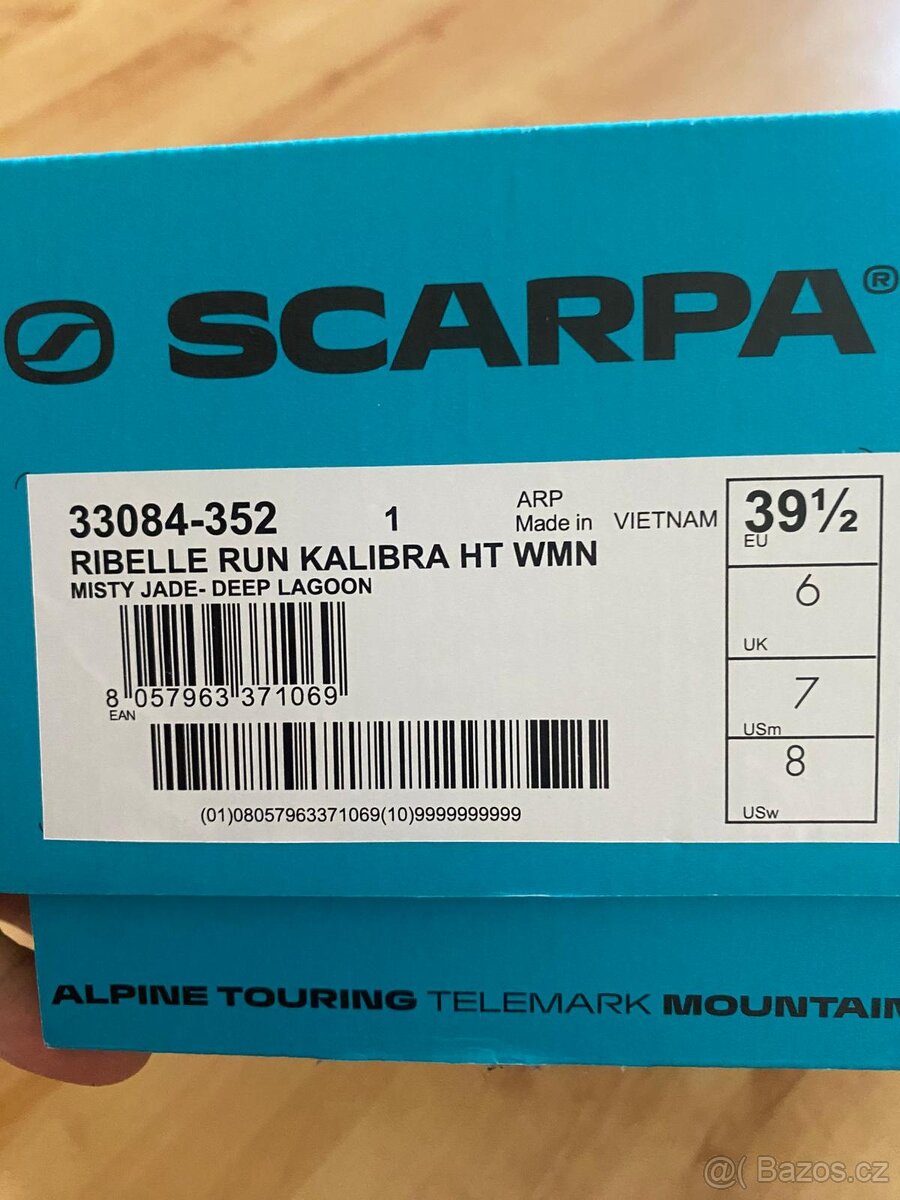 SCARPA®
33084-352 1 ARP
Made in VIETNAM
RIBELLE RUN KALIBRA HT WMN
MISTY JADE- DEEP LAGOON
8 057963 371069
EAN
(01)08057963371069(10)9999999999
39½
EU
6
UK
7
USm
8
USw
ALPINE TOURING TELEMARK MOUNTAIN
@( Bazos.cz